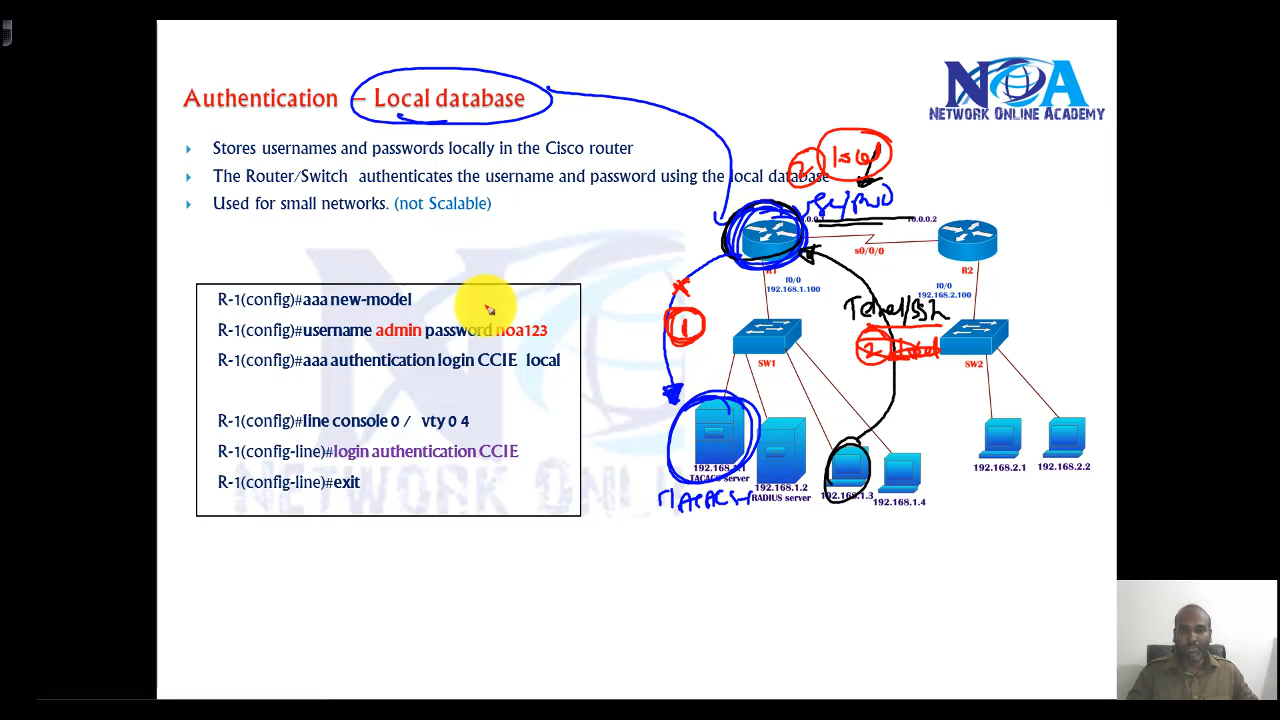 NOA
NETWORK ONLINE ACADEMY
Authentication – Local database
Stores usernames and passwords locally in the Cisco router
The Router/Switch authenticates the username and password using the local database
Used for small networks. (not Scalable)
R-1(config)#aaa new-model
R-1(config)#username admin password noa123
R-1(config)#aaa authentication login CCIE local
R-1(config)#line console 0 / vty 0 4
R-1(config-line)#login authentication CCIE
R-1(config-line)#exit
2
10.0.0.2
s0/0/0
R1
R2
f0/0
192.168.1.100
f0/0
192.168.2.100
1
Telnet/SSh
2
SW1
SW2
TACACS server
192.168.1.2
RADIUS server
192.168.1.3
192.168.1.4
192.168.2.1
192.168.2.2
NETWORK ONL